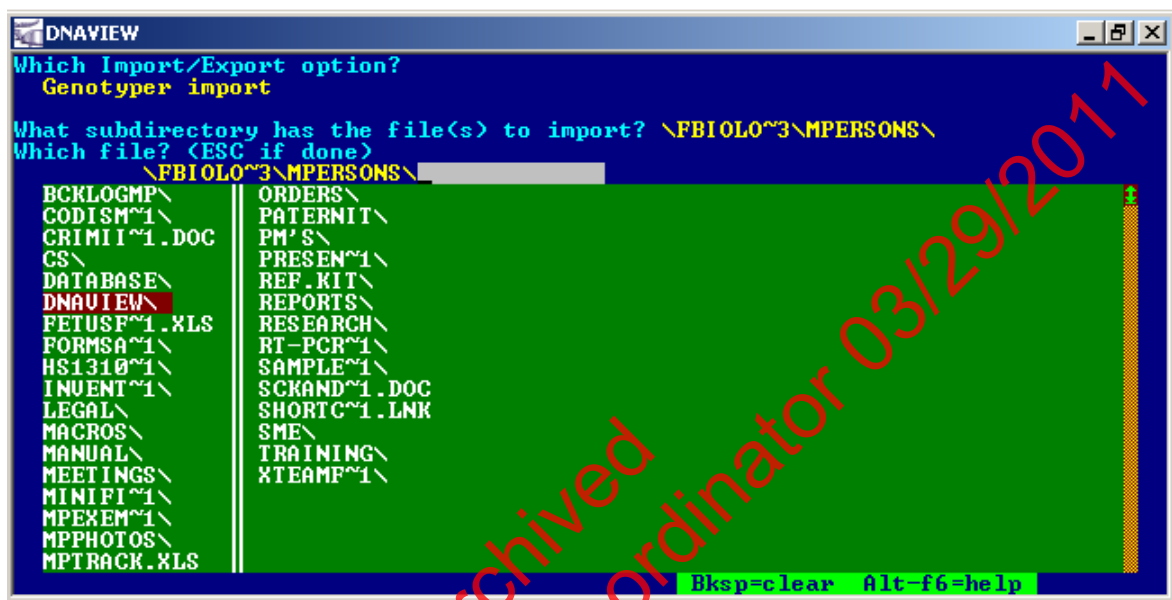 DNAVIEW
Which Import/Export option?
Genotyper import
What subdirectory has the file(s) to import? \FBIOLO~3\MPERSONS\
Which file? (ESC if done)
\FBIOLO~3\MPERSONS\_
BCKLOGMP\ ORDERS\
CODISM~1\ PATERNIT\
CRIMII~1.DOC PM'S\
CS\ PRESEN~1\
DATABASE\ REF.KIT\
DNAVIEW\ REPORTS\
FETUSF~1.XLS RESEARCH\
FORMSA~1\ RT-PCR~1\
HS1310~1\ SAMPLE~1\
INVENT~1\ SCKAND~1.DOC
LEGAL\ SHORTC~1.LNK
MACROS\ SME\
MANUAL\ TRAINING\
MEETINGS\ XTEAMF~1\
MINIFI~1\
MPEXEM~1\
MPPHOTOS\
MPTRACK.XLS
Bksp=clear Alt-f6=help
chived
ordinator 03/29/2011